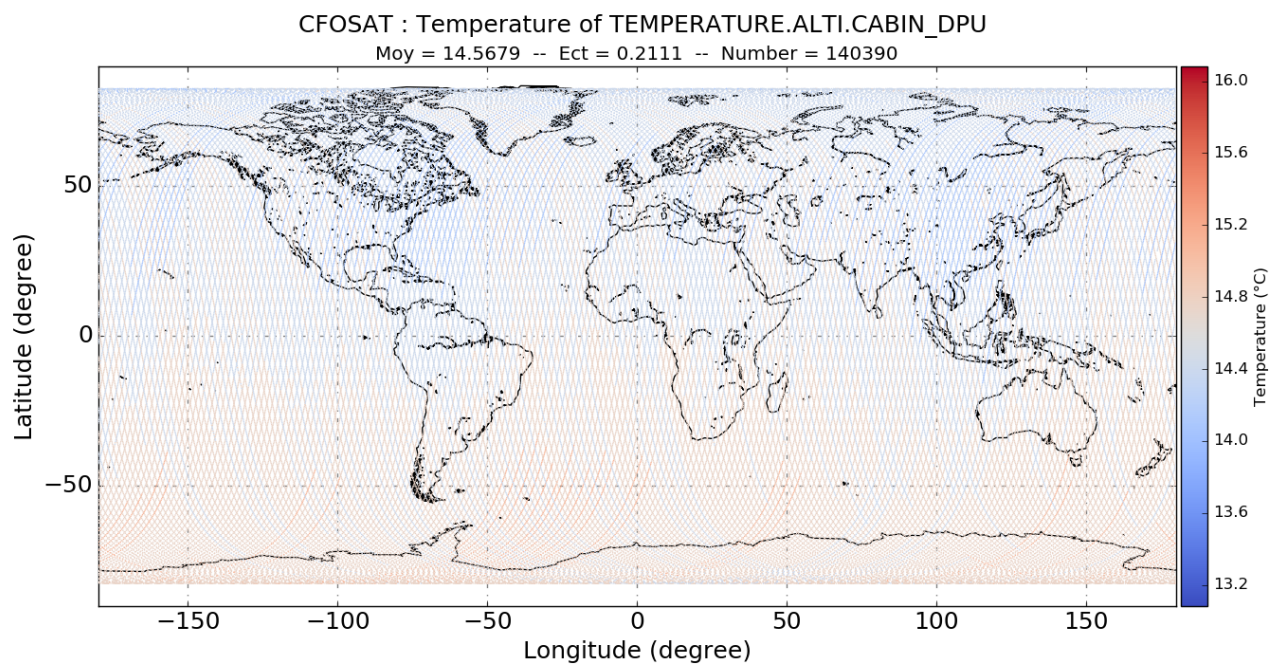 CFOSAT : Temperature of TEMPERATURE.ALTI.CABIN_DPU
Moy = 14.5679 -- Ect = 0.2111 -- Number = 140390
50
0
−50
Latitude (degree)
−150 −100 −50 0 50 100 150
Longitude (degree)
16.0
15.6
15.2
14.8
14.4
14.0
13.6
13.2
Temperature (°C)